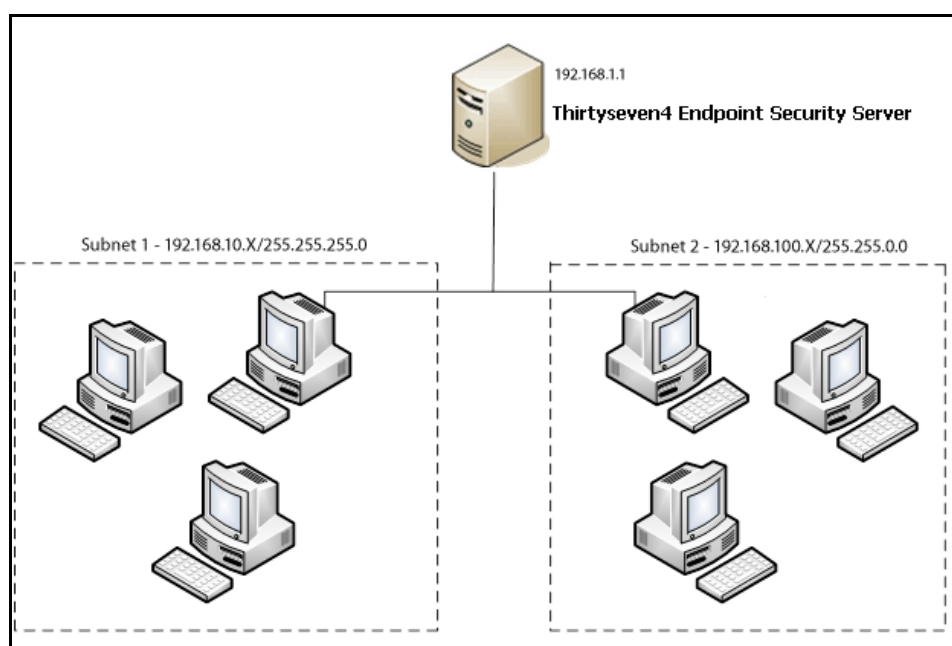 192.168.1.1
Thirtyseven4 Endpoint Security Server
Subnet 1 - 192.168.10.X/255.255.255.0
Subnet 2 - 192.168.100.X/255.255.0.0